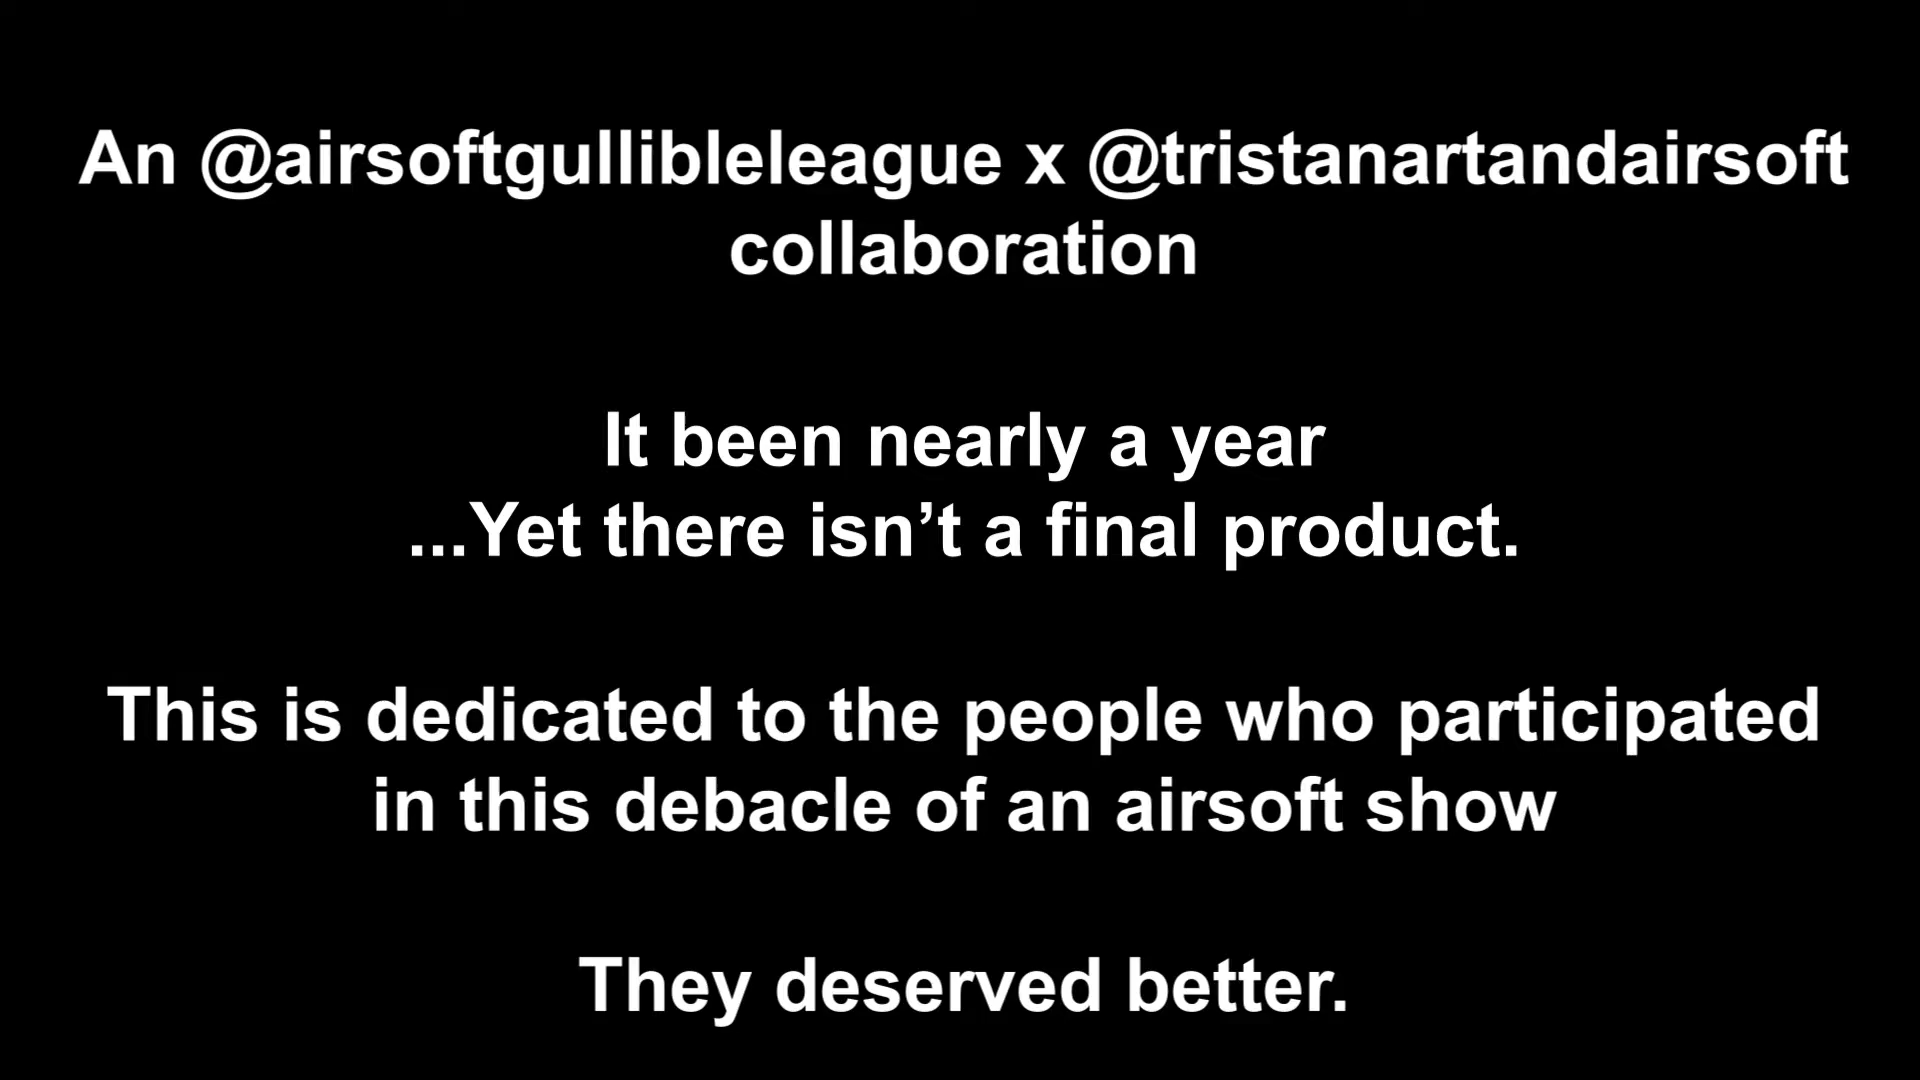 An @airsoftgullibleleague x @tristanartandairsoft
collaboration
It been nearly a year
...Yet there isn’t a final product.
This is dedicated to the people who participated
in this debacle of an airsoft show
They deserved better.